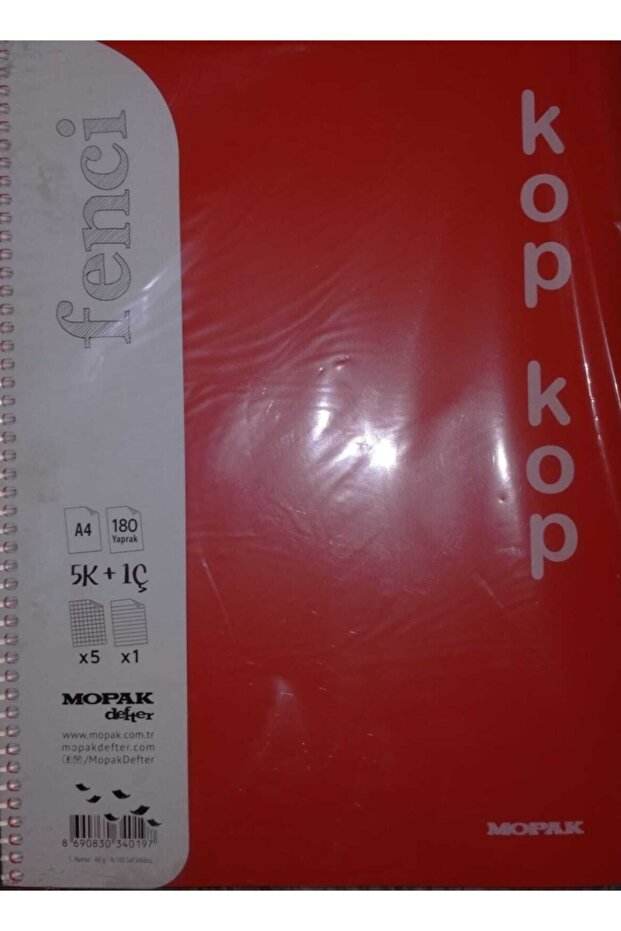 fenci
kop kop
A4
180
Yaprak
5K + 1Ç
x5 x1
MOPAK
defter
www.mopak.com.tr
mopakdefter.com
/MopakDefter
8 690830 340197
MOPAK